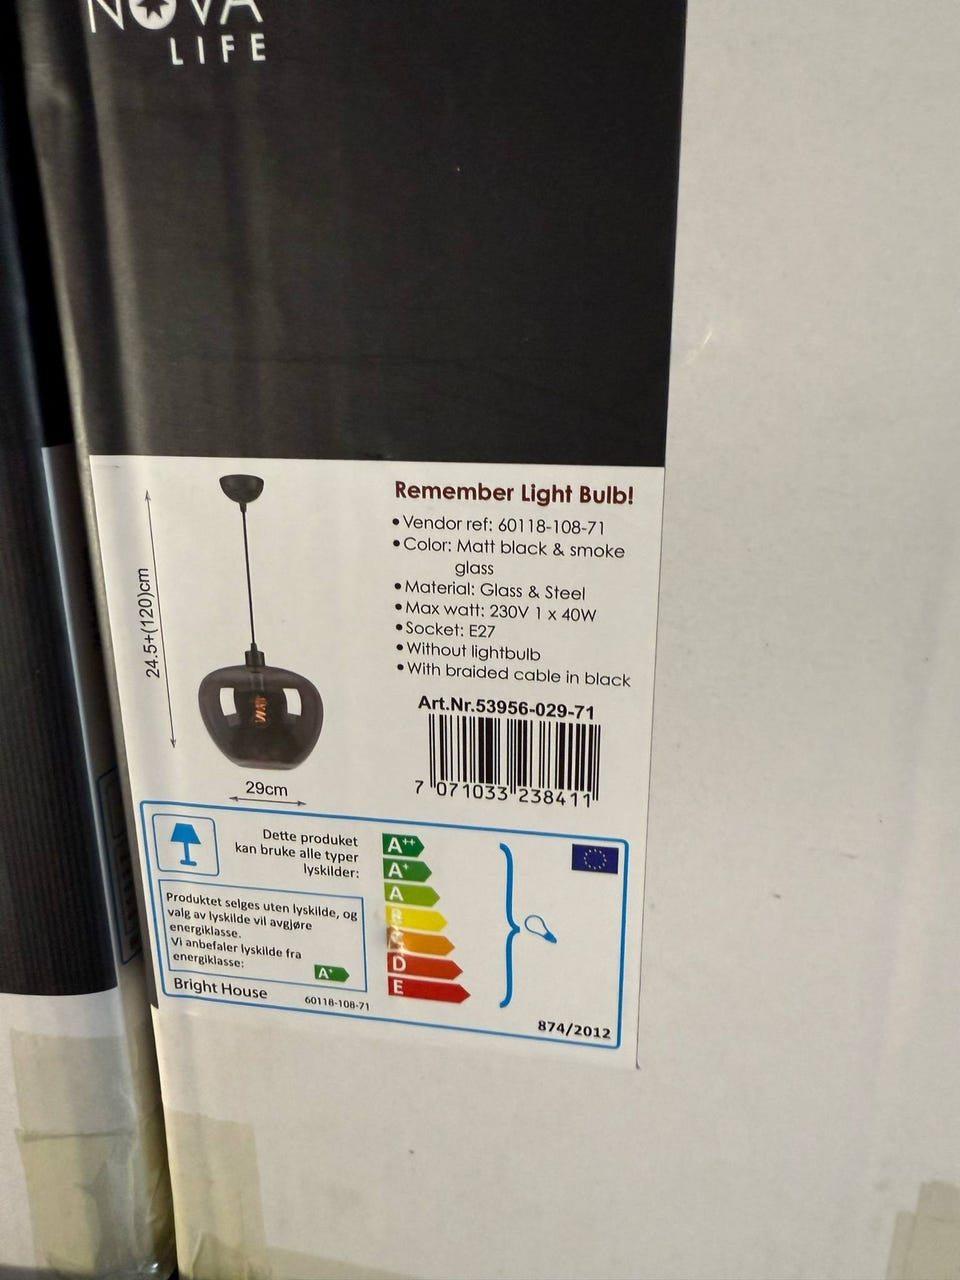 NOVA
LIFE
Remember Light Bulb!
• Vendor ref: 60118-108-71
• Color: Matt black & smoke
glass
• Material: Glass & Steel
• Max watt: 230V 1 x 40W
• Socket: E27
• Without lightbulb
• With braided cable in black
24.5+(120)cm
29cm
Art.Nr.53956-029-71
7 071033 238411
Dette produket
kan bruke alle typer
lyskilder:
A++
A+
A
B
D
E
Produktet selges uten lyskilde, og
valg av lyskilde vil avgjøre
energiklasse.
Vi anbefaler lyskilde fra
energiklasse:
A+
Bright House
60118-108-71
874/2012